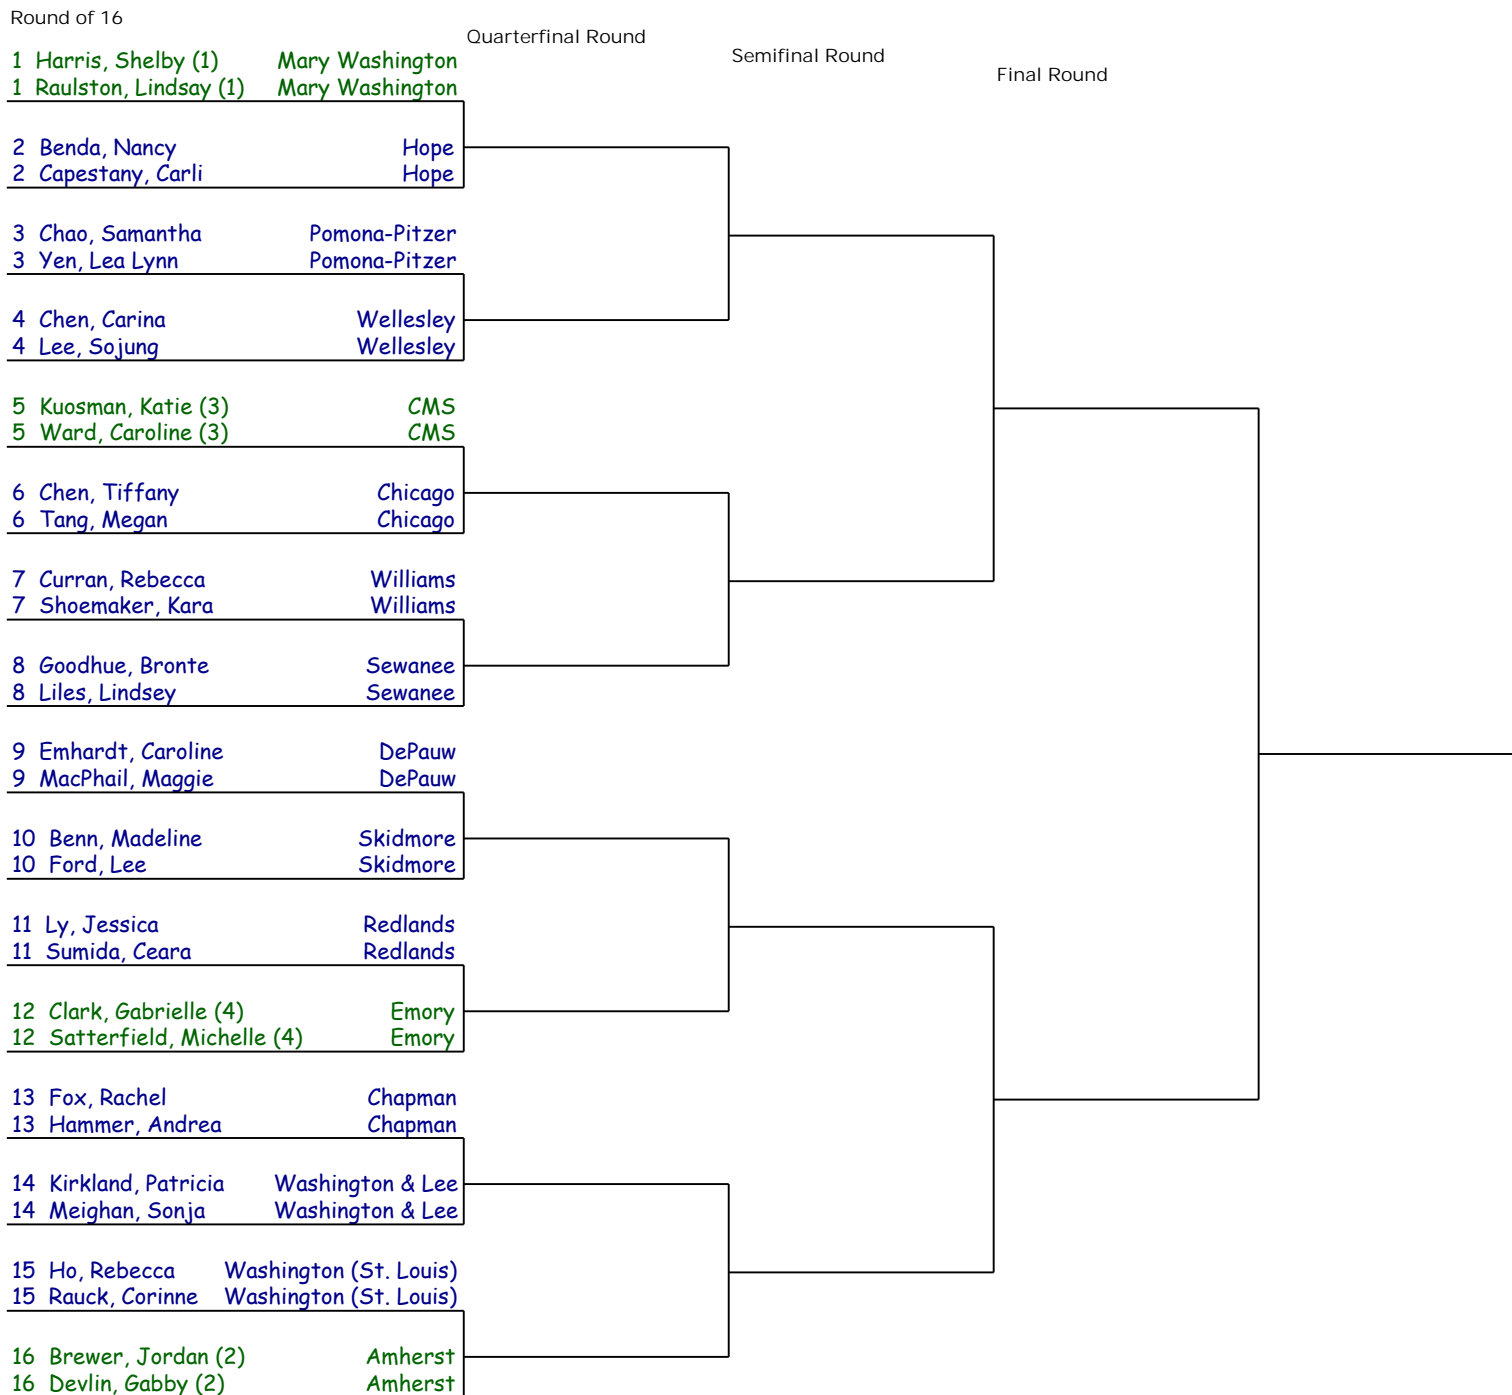 Round of 16
Quarterfinal Round
Semifinal Round
Final Round
1 Harris, Shelby (1) Mary Washington
1 Raulston, Lindsay (1) Mary Washington
2 Benda, Nancy Hope
2 Capestany, Carli Hope
3 Chao, Samantha Pomona-Pitzer
3 Yen, Lea Lynn Pomona-Pitzer
4 Chen, Carina Wellesley
4 Lee, Sojung Wellesley
5 Kuosman, Katie (3) CMS
5 Ward, Caroline (3) CMS
6 Chen, Tiffany Chicago
6 Tang, Megan Chicago
7 Curran, Rebecca Williams
7 Shoemaker, Kara Williams
8 Goodhue, Bronte Sewanee
8 Liles, Lindsey Sewanee
9 Emhardt, Caroline DePauw
9 MacPhail, Maggie DePauw
10 Benn, Madeline Skidmore
10 Ford, Lee Skidmore
11 Ly, Jessica Redlands
11 Sumida, Ceara Redlands
12 Clark, Gabrielle (4) Emory
12 Satterfield, Michelle (4) Emory
13 Fox, Rachel Chapman
13 Hammer, Andrea Chapman
14 Kirkland, Patricia Washington & Lee
14 Meighan, Sonja Washington & Lee
15 Ho, Rebecca Washington (St. Louis)
15 Rauck, Corinne Washington (St. Louis)
16 Brewer, Jordan (2) Amherst
16 Devlin, Gabby (2) Amherst